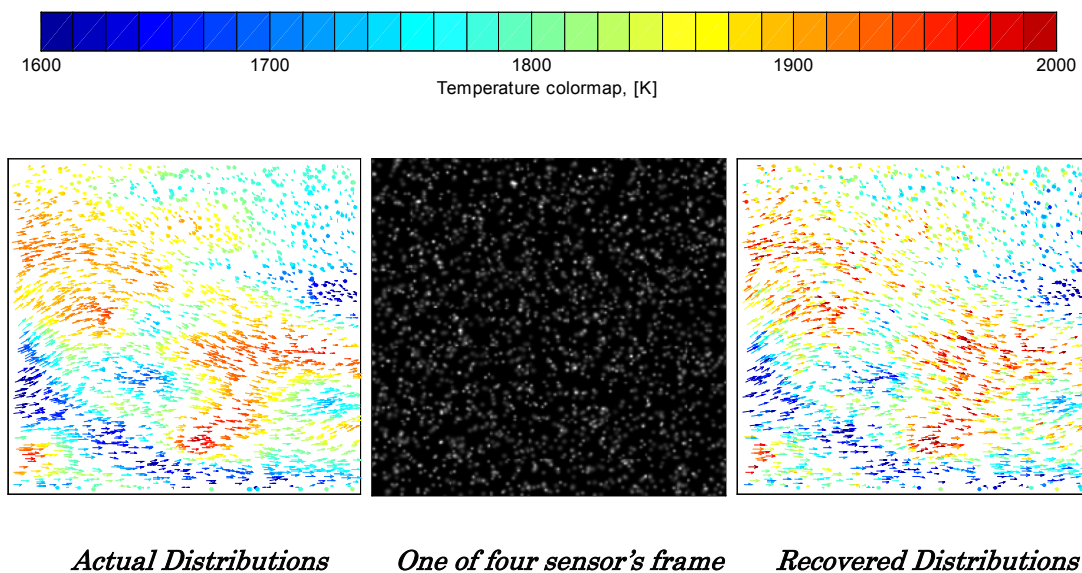 1600 1700 1800 1900 2000
Temperature colormap, [K]
Actual Distributions One of four sensor's frame Recovered Distributions